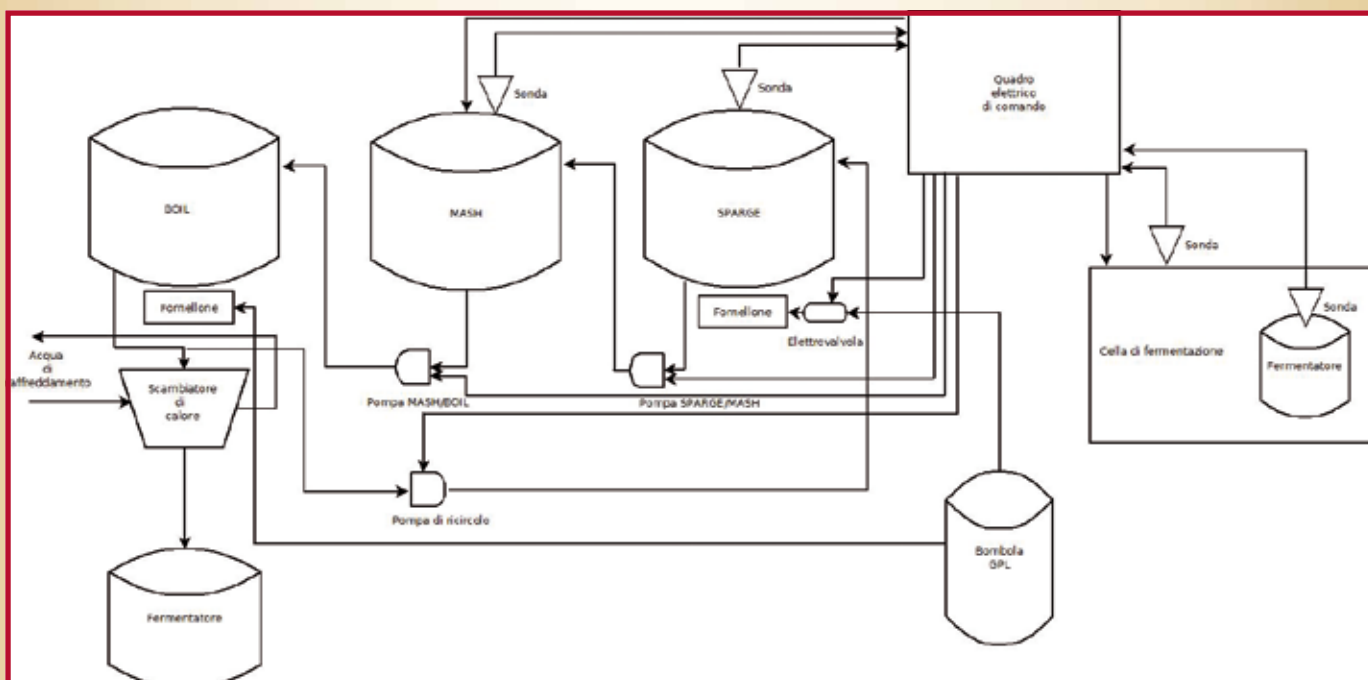 Quadro
elettrico
di comando
Sonda
Sonda
BOIL
MASH
SPARGE
Sonda
Fornellone
Fornellone
Elettrovalvola
Sonda
Cella di fermentazione
Fermentatore
Acqua
di
affreddamento
Scambiatore
di
calore
Pompa MASH/BOIL
Pompa SPARGE/MASH
Pompa di ricircolo
Bombola
GPL
Fermentatore